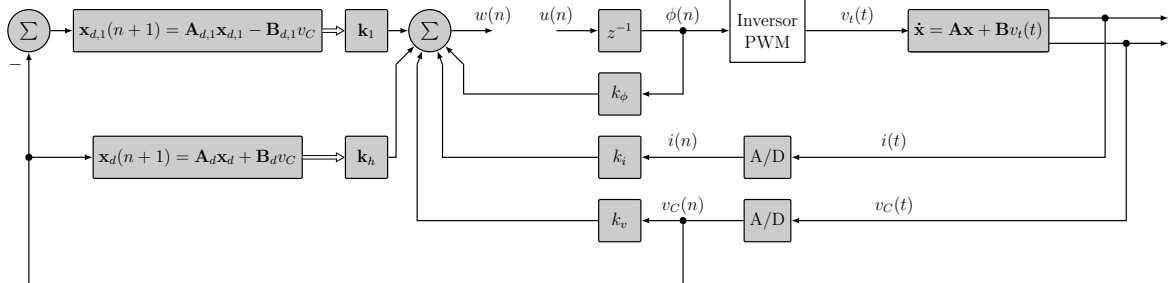 ∑
x_{d,1}(n+1) = A_{d,1}x_{d,1} − B_{d,1}v_C
k_1
∑
w(n)
u(n)
z^{-1}
ϕ(n)
Inversor
PWM
v_t(t)
ẋ = Ax + Bv_t(t)
−
k_ϕ
x_d(n+1) = A_d x_d + B_d v_C
k_h
k_i
i(n)
A/D
i(t)
k_v
v_C(n)
A/D
v_C(t)